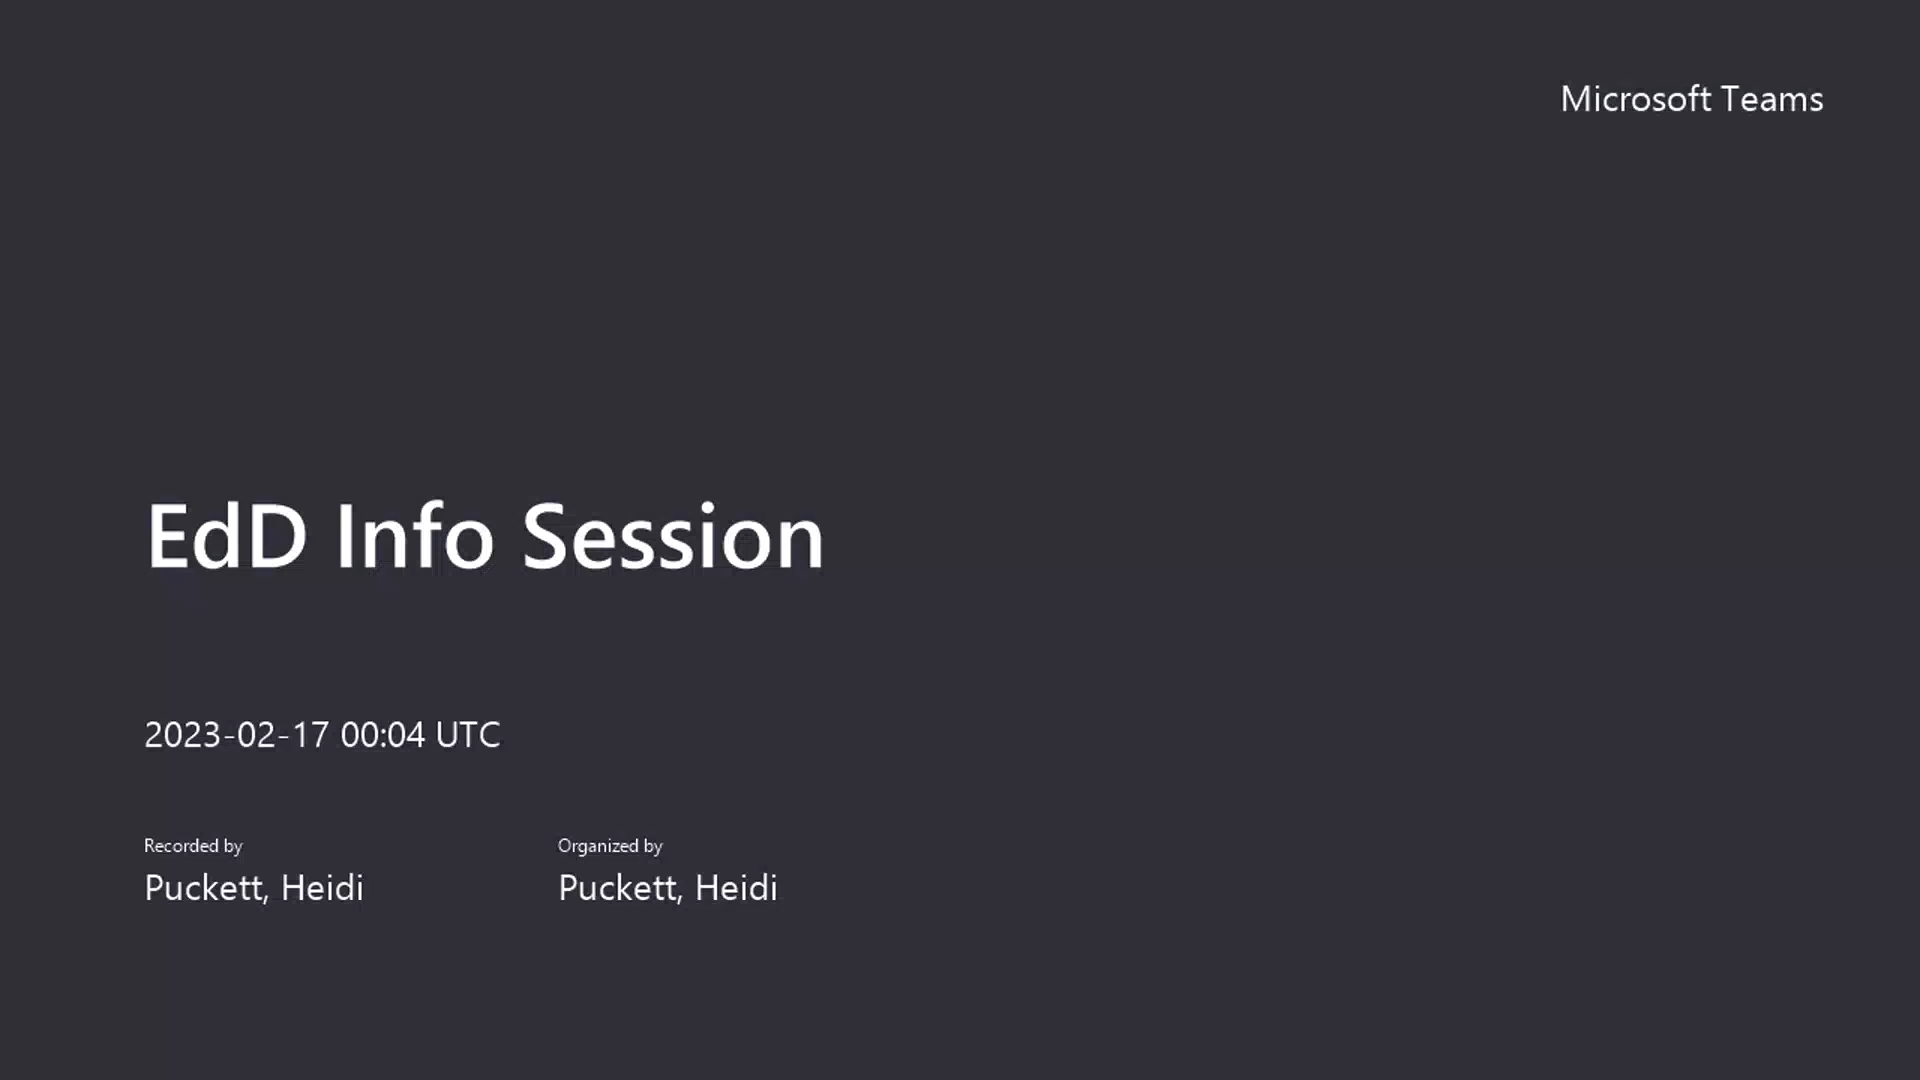 Microsoft Teams
EdD Info Session
2023-02-17 00:04 UTC
Recorded by
Puckett, Heidi
Organized by
Puckett, Heidi